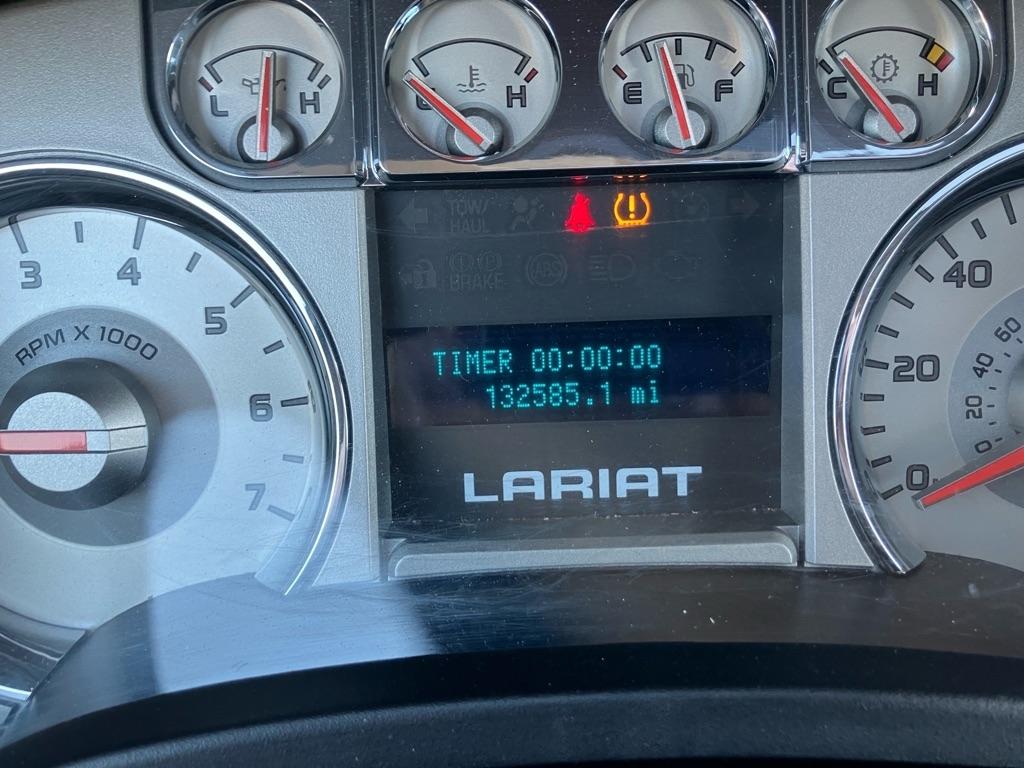 L H
C H
E F
C H
TOW/
HAUL
BRAKE
ABS
3 4 5 6 7
RPM X 1000
TIMER 00:00:00
132585.1 mi
LARIAT
40
20
0
60
40
20
0